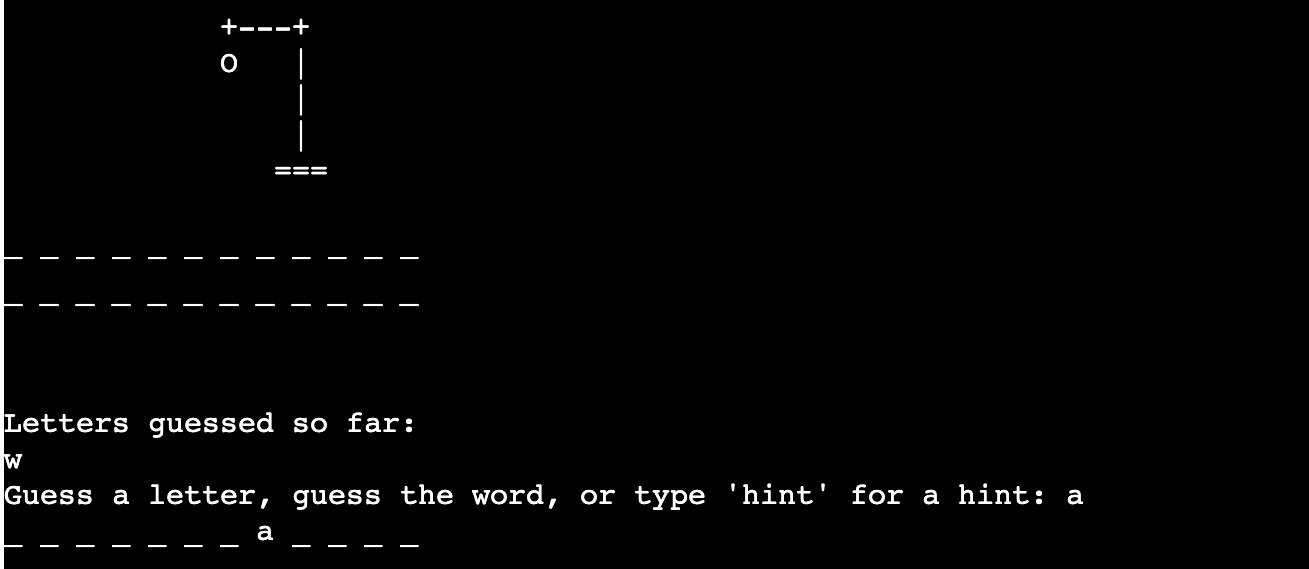 +---+
O   |
    |
    |
   ===
_ _ _ _ _ _ _ _ _ _ _ _
_ _ _ _ _ _ _ _ _ _ _ _
Letters guessed so far:
w
Guess a letter, guess the word, or type 'hint' for a hint: a
_ _ _ _ _ _ _ a _ _ _ _